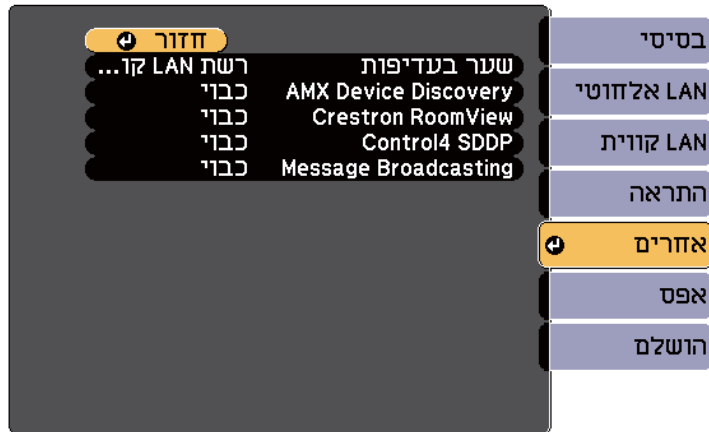 בסיסי
LAN אלחוטי
LAN קווית
התראה
אחרים
אפס
הושלם
חזור
שער בעדיפות רשת LAN קו...
AMX Device Discovery כבוי
Crestron RoomView כבוי
Control4 SDDP כבוי
Message Broadcasting כבוי